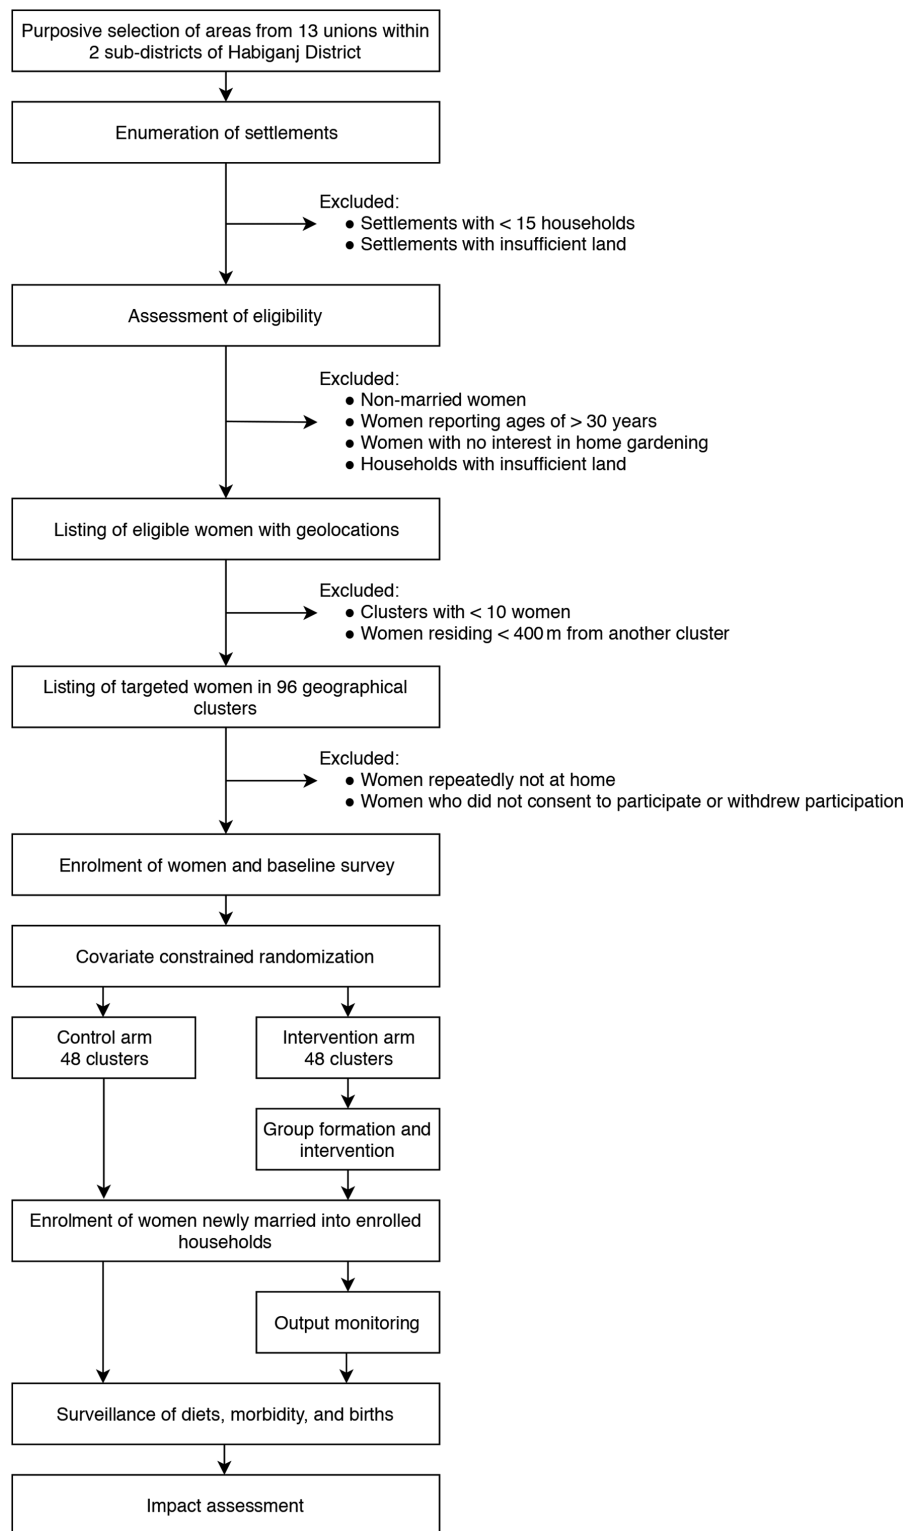 Purposive selection of areas from 13 unions within
2 sub-districts of Habiganj District
Enumeration of settlements
Excluded:
● Settlements with < 15 households
● Settlements with insufficient land
Assessment of eligibility
Excluded:
● Non-married women
● Women reporting ages of > 30 years
● Women with no interest in home gardening
● Households with insufficient land
Listing of eligible women with geolocations
Excluded:
● Clusters with < 10 women
● Women residing < 400 m from another cluster
Listing of targeted women in 96 geographical
clusters
Excluded:
● Women repeatedly not at home
● Women who did not consent to participate or withdrew participation
Enrolment of women and baseline survey
Covariate constrained randomization
Control arm
48 clusters
Intervention arm
48 clusters
Group formation and
intervention
Enrolment of women newly married into enrolled
households
Output monitoring
Surveillance of diets, morbidity, and births
Impact assessment